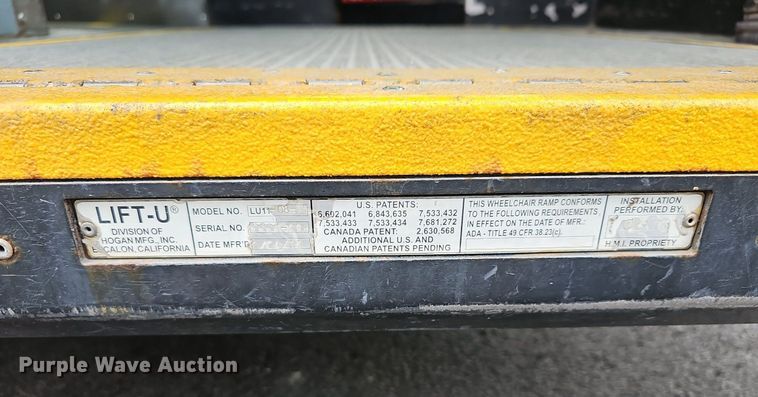 LIFT-U®
DIVISION OF
HOGAN MFG., INC.
CALON, CALIFORNIA
MODEL NO.
SERIAL NO.
DATE MFR'D
U.S. PATENTS:
6,602,041 6,843,635 7,533,432
7,533,433 7,533,434 7,681,272
CANADA PATENT: 2,630,568
ADDITIONAL U.S. AND
CANADIAN PATENTS PENDING
THIS WHEELCHAIR RAMP CONFORMS
TO THE FOLLOWING REQUIREMENTS
IN EFFECT ON THE DATE OF MFR.:
ADA - TITLE 49 CFR 38.23(c).
INSTALLATION
PERFORMED BY:
H.M.I. PROPRIETY
Purple Wave Auction